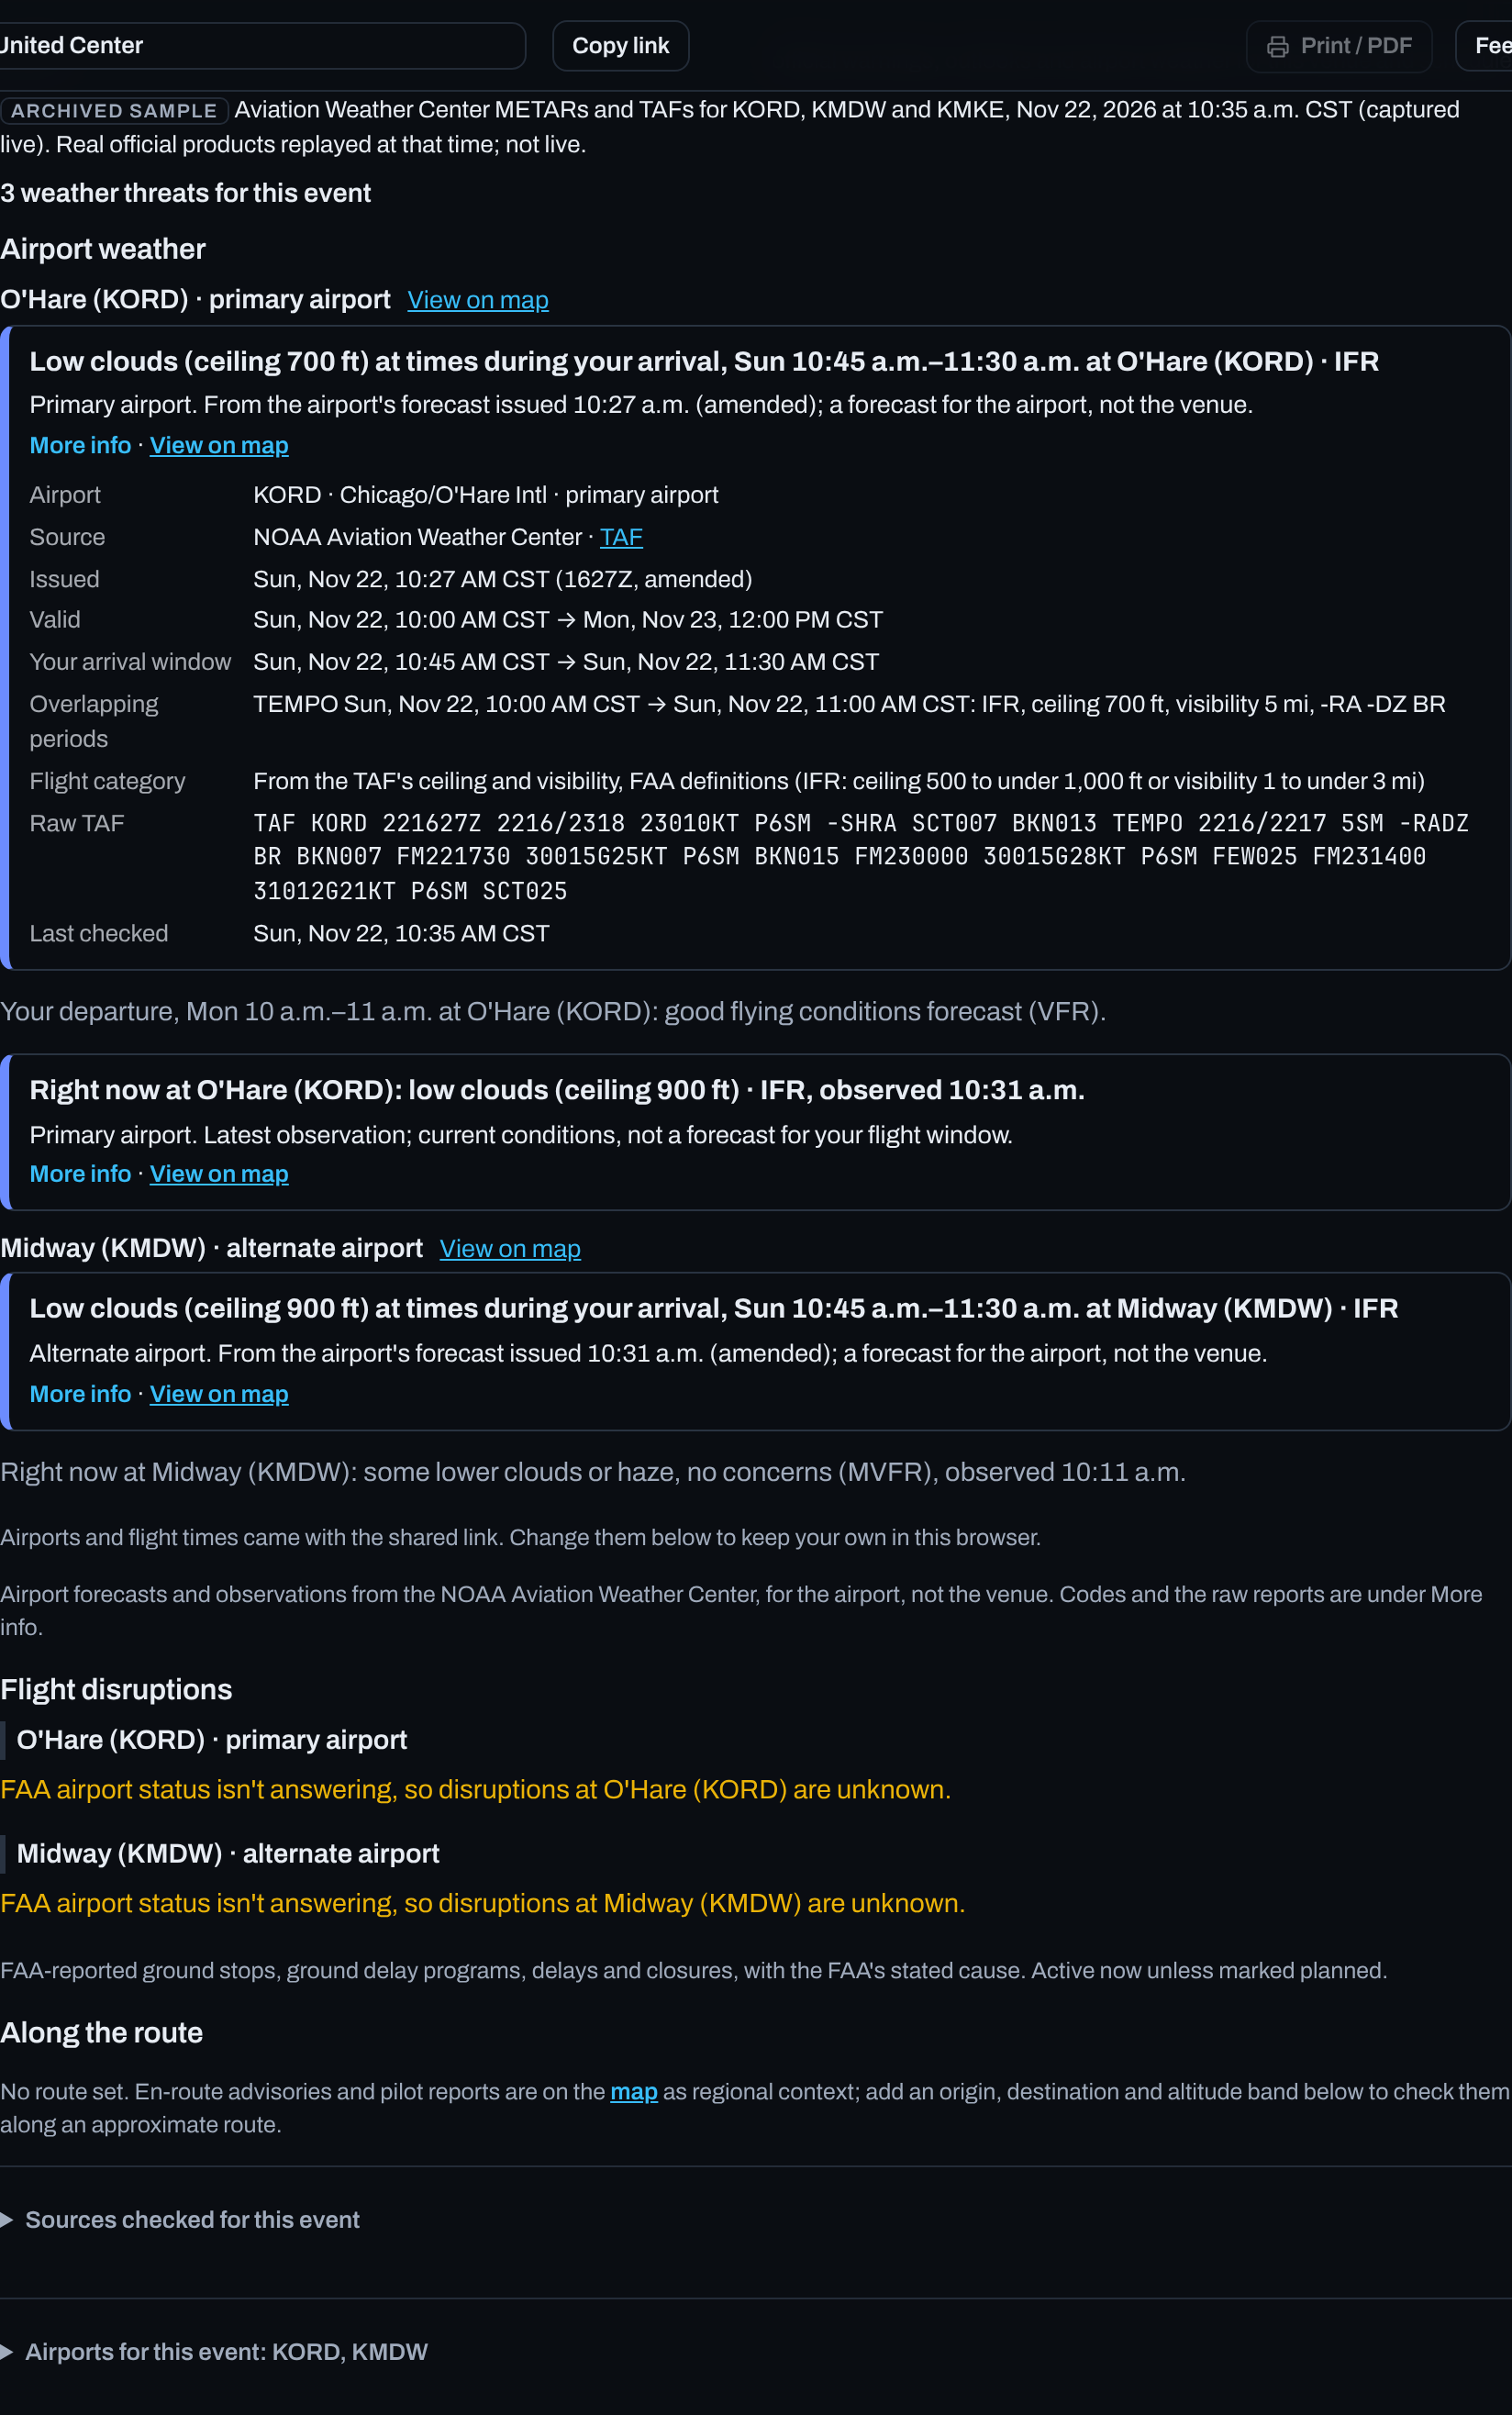 United Center
Copy link
Print / PDF
Fee
ARCHIVED SAMPLE Aviation Weather Center METARs and TAFs for KORD, KMDW and KMKE, Nov 22, 2026 at 10:35 a.m. CST (captured
live). Real official products replayed at that time; not live.
3 weather threats for this event
Airport weather
O'Hare (KORD) · primary airport View on map
Low clouds (ceiling 700 ft) at times during your arrival, Sun 10:45 a.m.–11:30 a.m. at O'Hare (KORD) · IFR
Primary airport. From the airport's forecast issued 10:27 a.m. (amended); a forecast for the airport, not the venue.
More info · View on map
Airport KORD · Chicago/O'Hare Intl · primary airport
Source NOAA Aviation Weather Center · TAF
Issued Sun, Nov 22, 10:27 AM CST (1627Z, amended)
Valid Sun, Nov 22, 10:00 AM CST → Mon, Nov 23, 12:00 PM CST
Your arrival window Sun, Nov 22, 10:45 AM CST → Sun, Nov 22, 11:30 AM CST
Overlapping periods TEMPO Sun, Nov 22, 10:00 AM CST → Sun, Nov 22, 11:00 AM CST: IFR, ceiling 700 ft, visibility 5 mi, -RA -DZ BR
Flight category From the TAF's ceiling and visibility, FAA definitions (IFR: ceiling 500 to under 1,000 ft or visibility 1 to under 3 mi)
Raw TAF TAF KORD 221627Z 2216/2318 23010KT P6SM -SHRA SCT007 BKN013 TEMPO 2216/2217 5SM -RADZ
BR BKN007 FM221730 30015G25KT P6SM BKN015 FM230000 30015G28KT P6SM FEW025 FM231400
31012G21KT P6SM SCT025
Last checked Sun, Nov 22, 10:35 AM CST
Your departure, Mon 10 a.m.–11 a.m. at O'Hare (KORD): good flying conditions forecast (VFR).
Right now at O'Hare (KORD): low clouds (ceiling 900 ft) · IFR, observed 10:31 a.m.
Primary airport. Latest observation; current conditions, not a forecast for your flight window.
More info · View on map
Midway (KMDW) · alternate airport View on map
Low clouds (ceiling 900 ft) at times during your arrival, Sun 10:45 a.m.–11:30 a.m. at Midway (KMDW) · IFR
Alternate airport. From the airport's forecast issued 10:31 a.m. (amended); a forecast for the airport, not the venue.
More info · View on map
Right now at Midway (KMDW): some lower clouds or haze, no concerns (MVFR), observed 10:11 a.m.
Airports and flight times came with the shared link. Change them below to keep your own in this browser.
Airport forecasts and observations from the NOAA Aviation Weather Center, for the airport, not the venue. Codes and the raw reports are under More
info.
Flight disruptions
O'Hare (KORD) · primary airport
FAA airport status isn't answering, so disruptions at O'Hare (KORD) are unknown.
Midway (KMDW) · alternate airport
FAA airport status isn't answering, so disruptions at Midway (KMDW) are unknown.
FAA-reported ground stops, ground delay programs, delays and closures, with the FAA's stated cause. Active now unless marked planned.
Along the route
No route set. En-route advisories and pilot reports are on the map as regional context; add an origin, destination and altitude band below to check them
along an approximate route.
Sources checked for this event
Airports for this event: KORD, KMDW